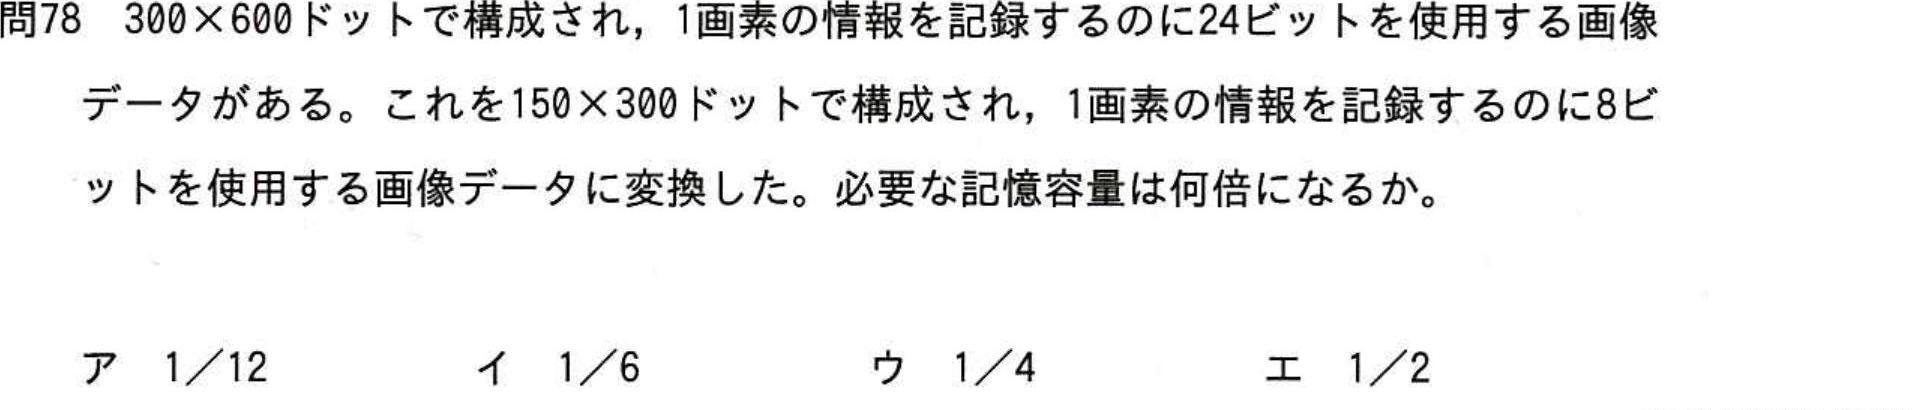 問78　300×600ドットで構成され，1画素の情報を記録するのに24ビットを使用する画像
データがある。これを150×300ドットで構成され，1画素の情報を記録するのに8ビ
ットを使用する画像データに変換した。必要な記憶容量は何倍になるか。
ア　1／12　イ　1／6　ウ　1／4　エ　1／2